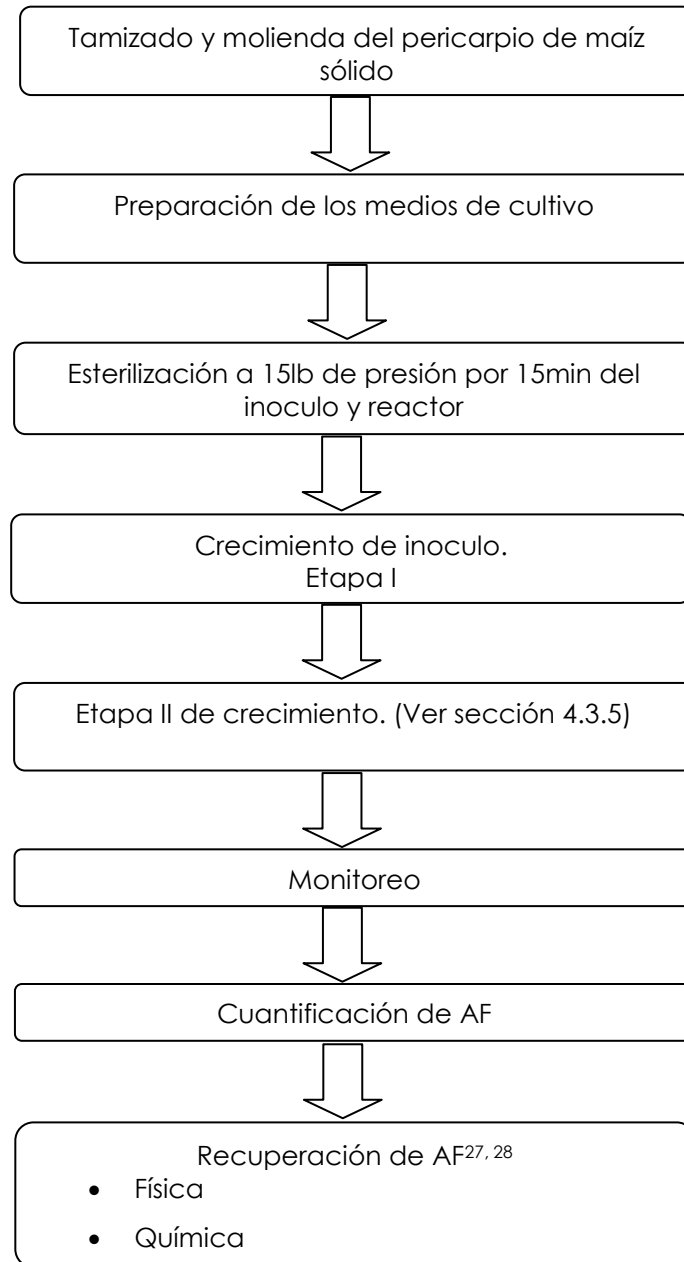 Tamizado y molienda del pericarpio de maíz
sólido
Preparación de los medios de cultivo
Esterilización a 15lb de presión por 15min del
inoculo y reactor
Crecimiento de inoculo.
Etapa I
Etapa II de crecimiento. (Ver sección 4.3.5)
Monitoreo
Cuantificación de AF
Recuperación de AF27, 28
• Física
• Química